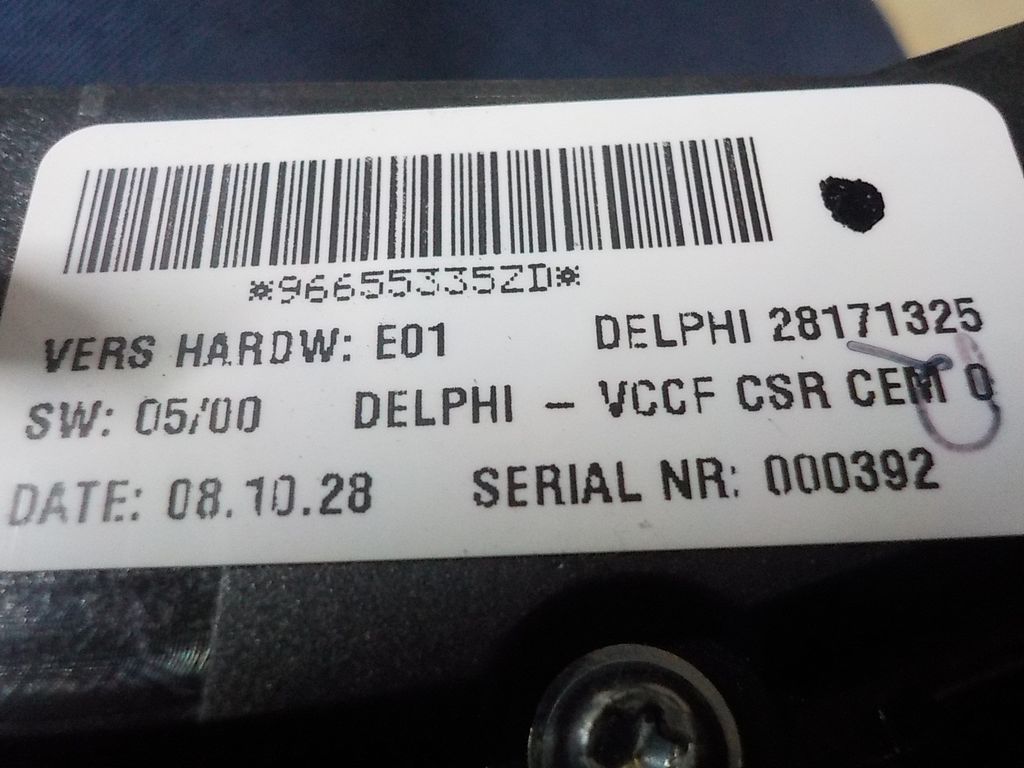 *966553352D*
VERS HARDW: E01 DELPHI 28171325
SW: 05/00 DELPHI - VCCF CSR CEM 0
DATE: 08.10.28 SERIAL NR: 000392